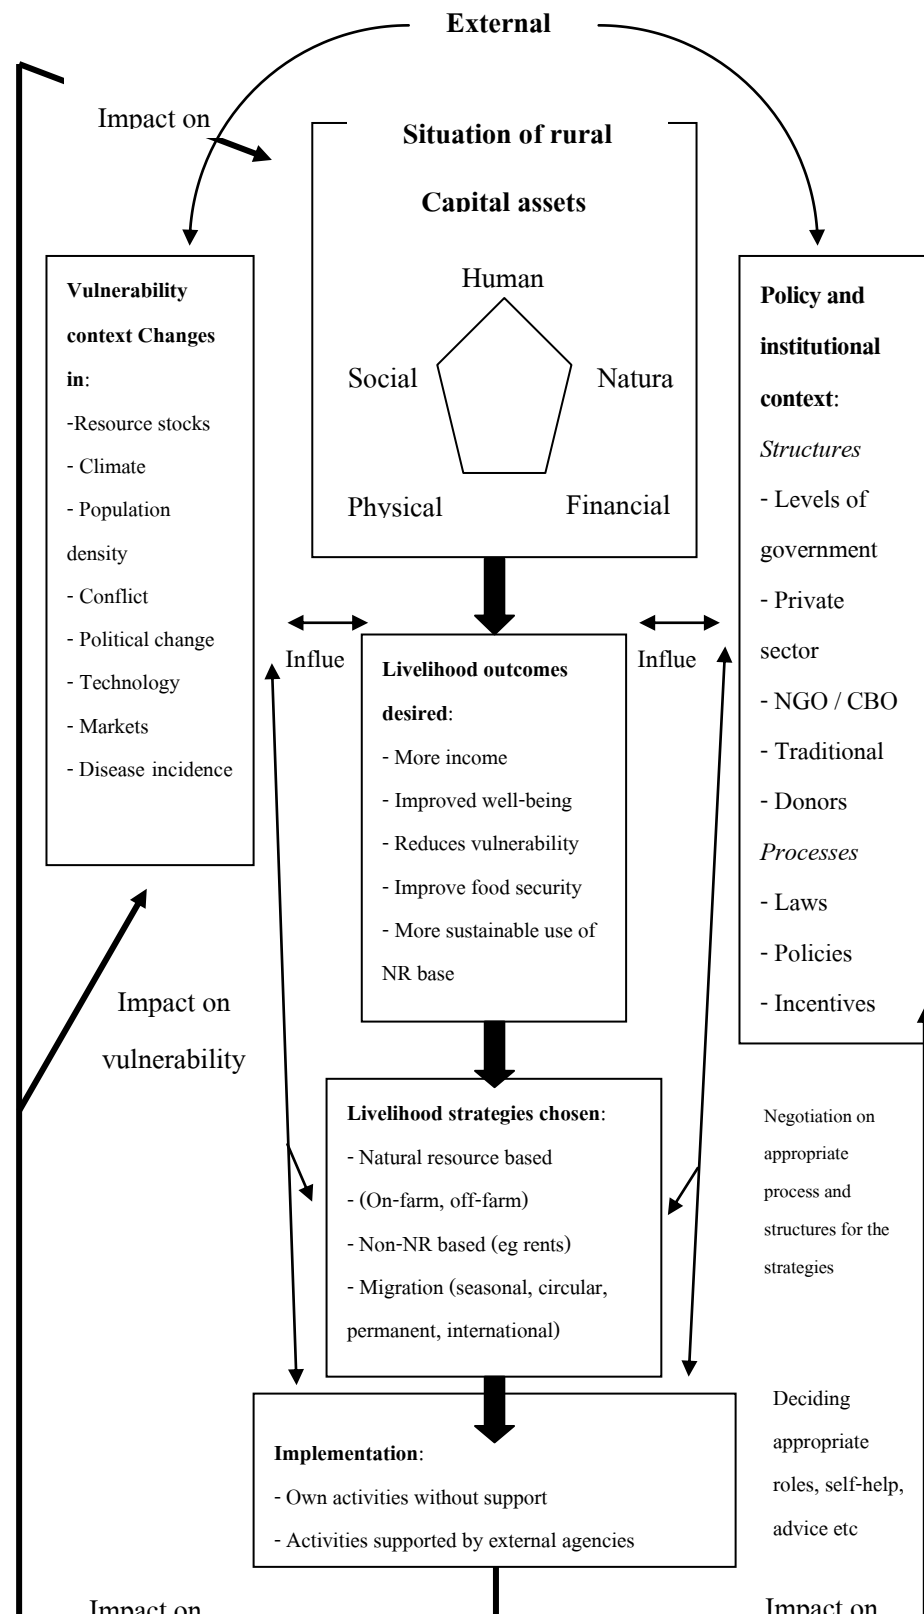 External
Impact on
Situation of rural
Capital assets
Human
Social
Natura
Physical
Financial
Vulnerability
context Changes
in:
-Resource stocks
- Climate
- Population
density
- Conflict
- Political change
- Technology
- Markets
- Disease incidence
Policy and
institutional
context:
Structures
- Levels of
government
- Private
sector
- NGO / CBO
- Traditional
- Donors
Processes
- Laws
- Policies
- Incentives
Influe
Influe
Livelihood outcomes
desired:
- More income
- Improved well-being
- Reduces vulnerability
- Improve food security
- More sustainable use of
NR base
Impact on
vulnerability
Livelihood strategies chosen:
- Natural resource based
- (On-farm, off-farm)
- Non-NR based (eg rents)
- Migration (seasonal, circular,
permanent, international)
Negotiation on
appropriate
process and
structures for the
strategies
Implementation:
- Own activities without support
- Activities supported by external agencies
Deciding
appropriate
roles, self-help,
advice etc
Impact on
Impact on